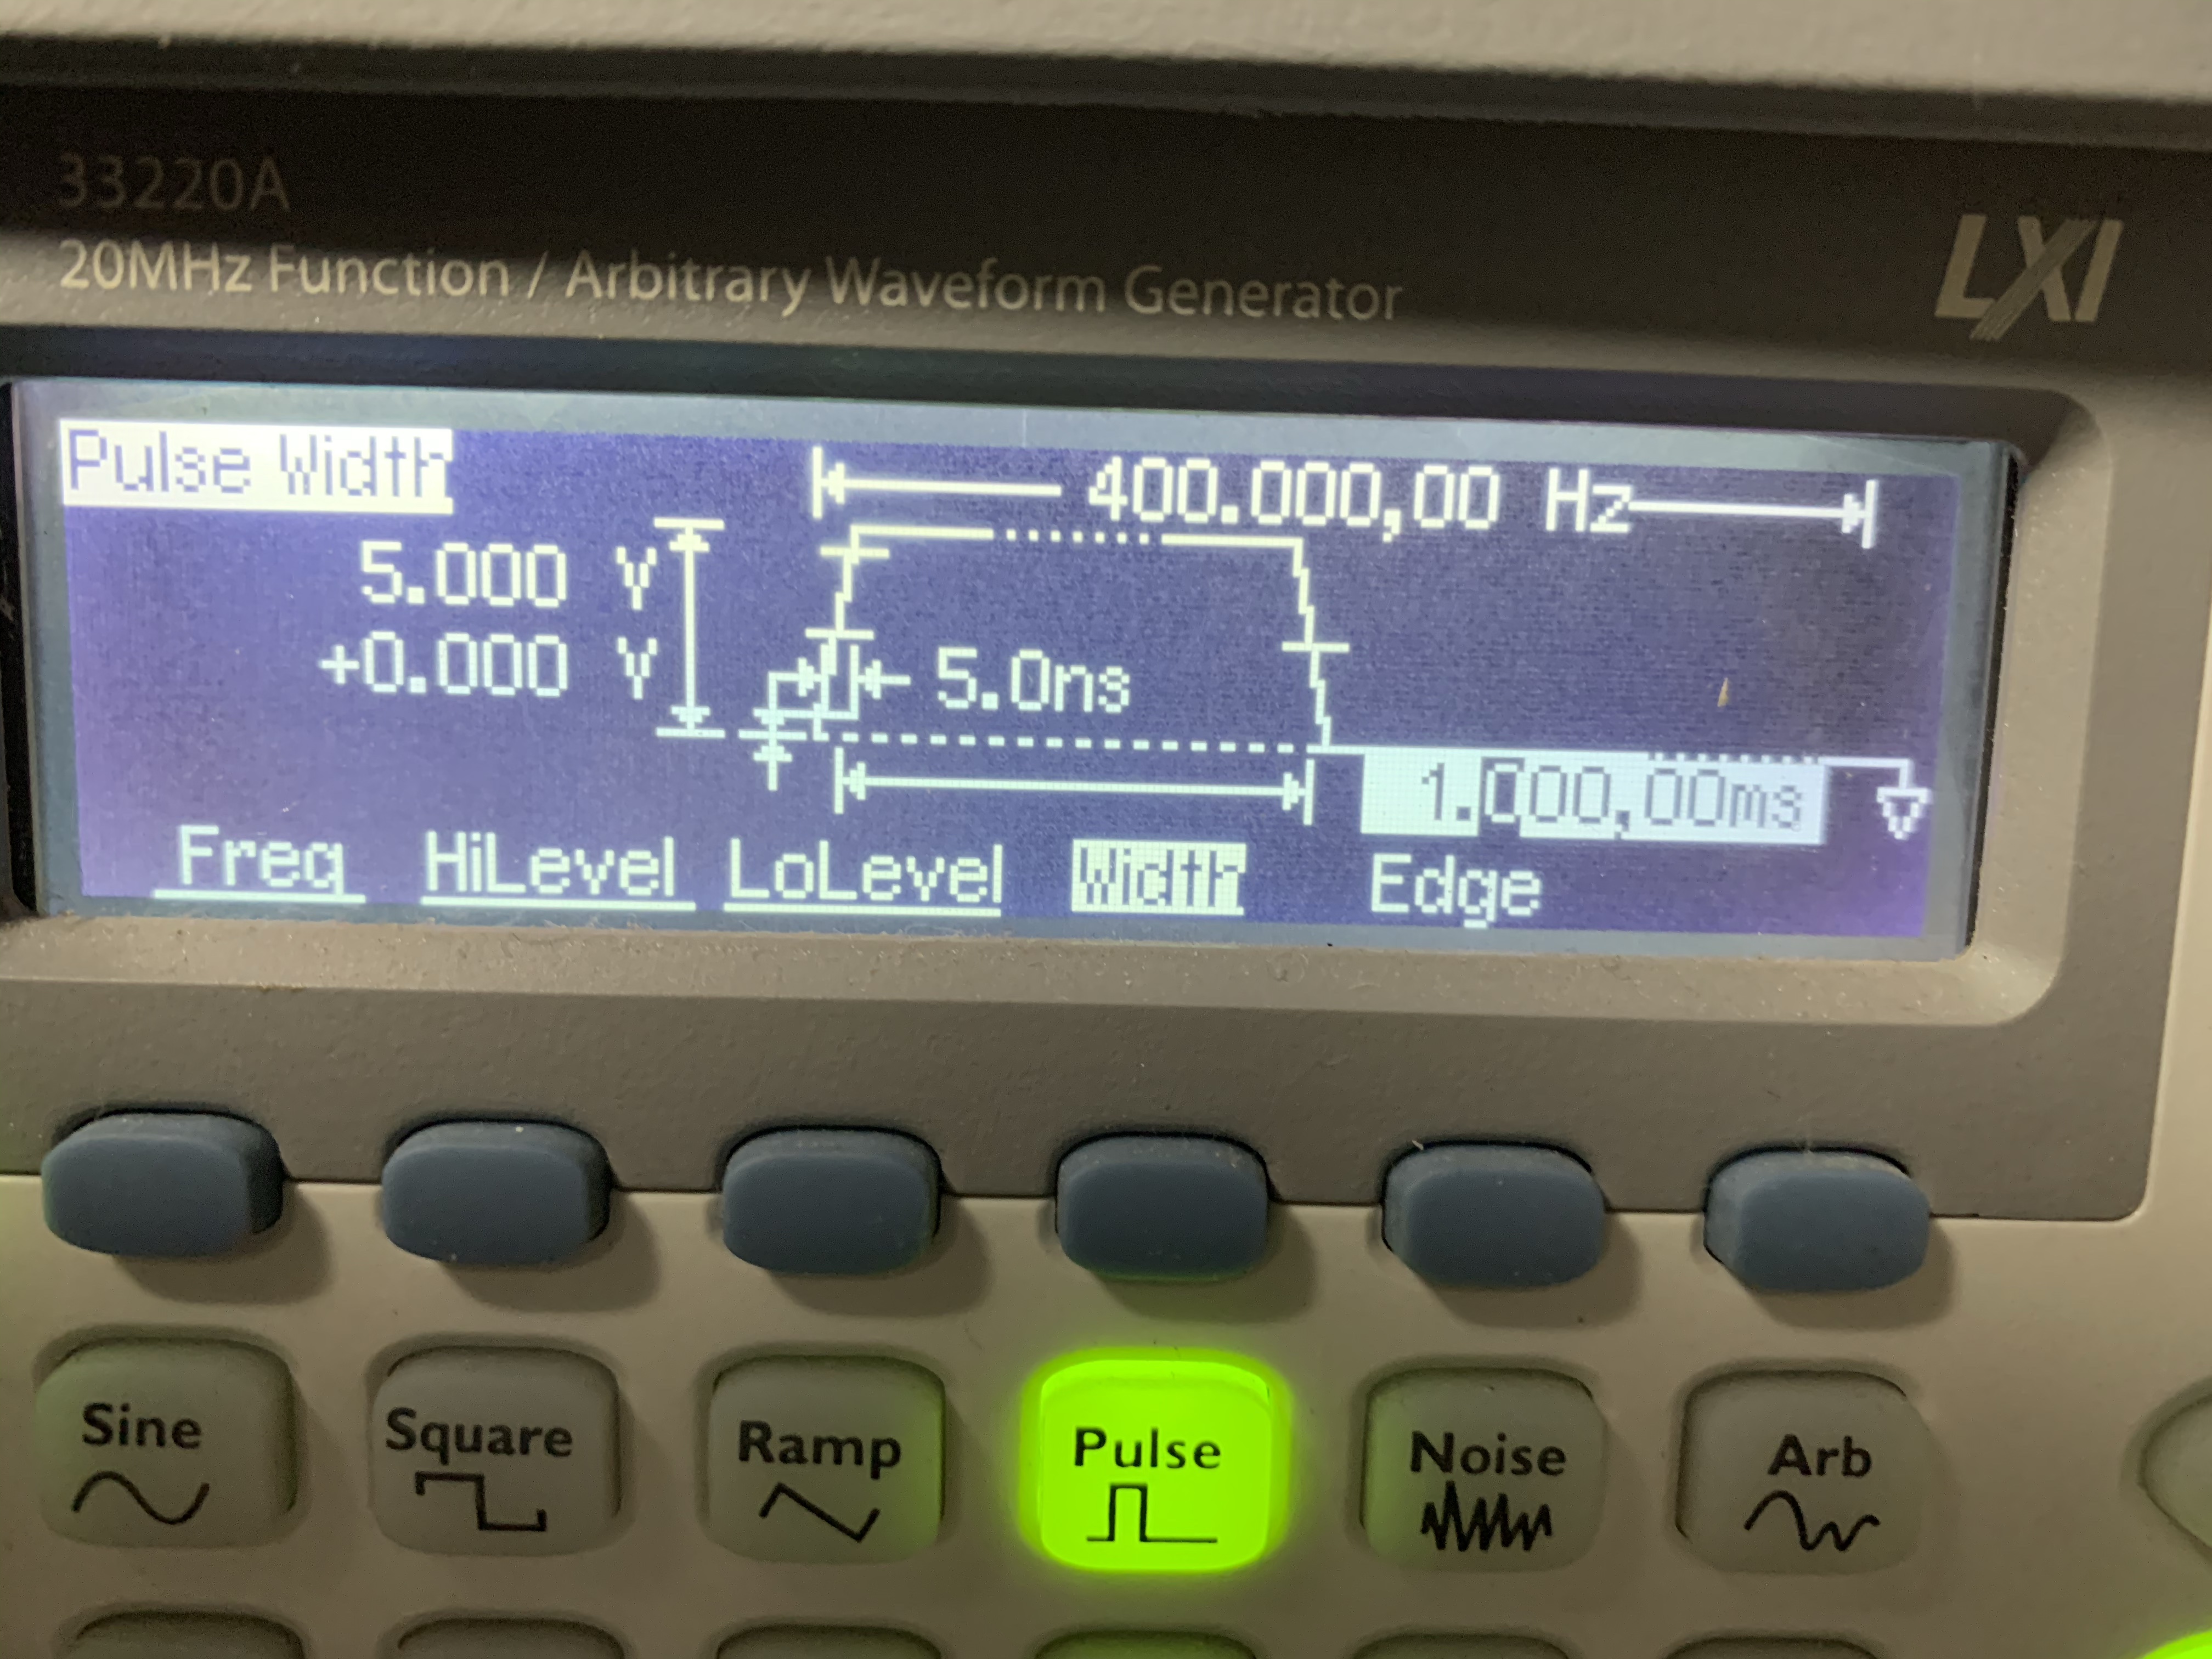 33220A
20MHz Function / Arbitrary Waveform Generator
LXI
Pulse Width
400.000,00 Hz
5.000 V
+0.000 V
5.0ns
1.000,00ms
Freq HiLevel LoLevel Width Edge
Sine Square Ramp Pulse Noise Arb